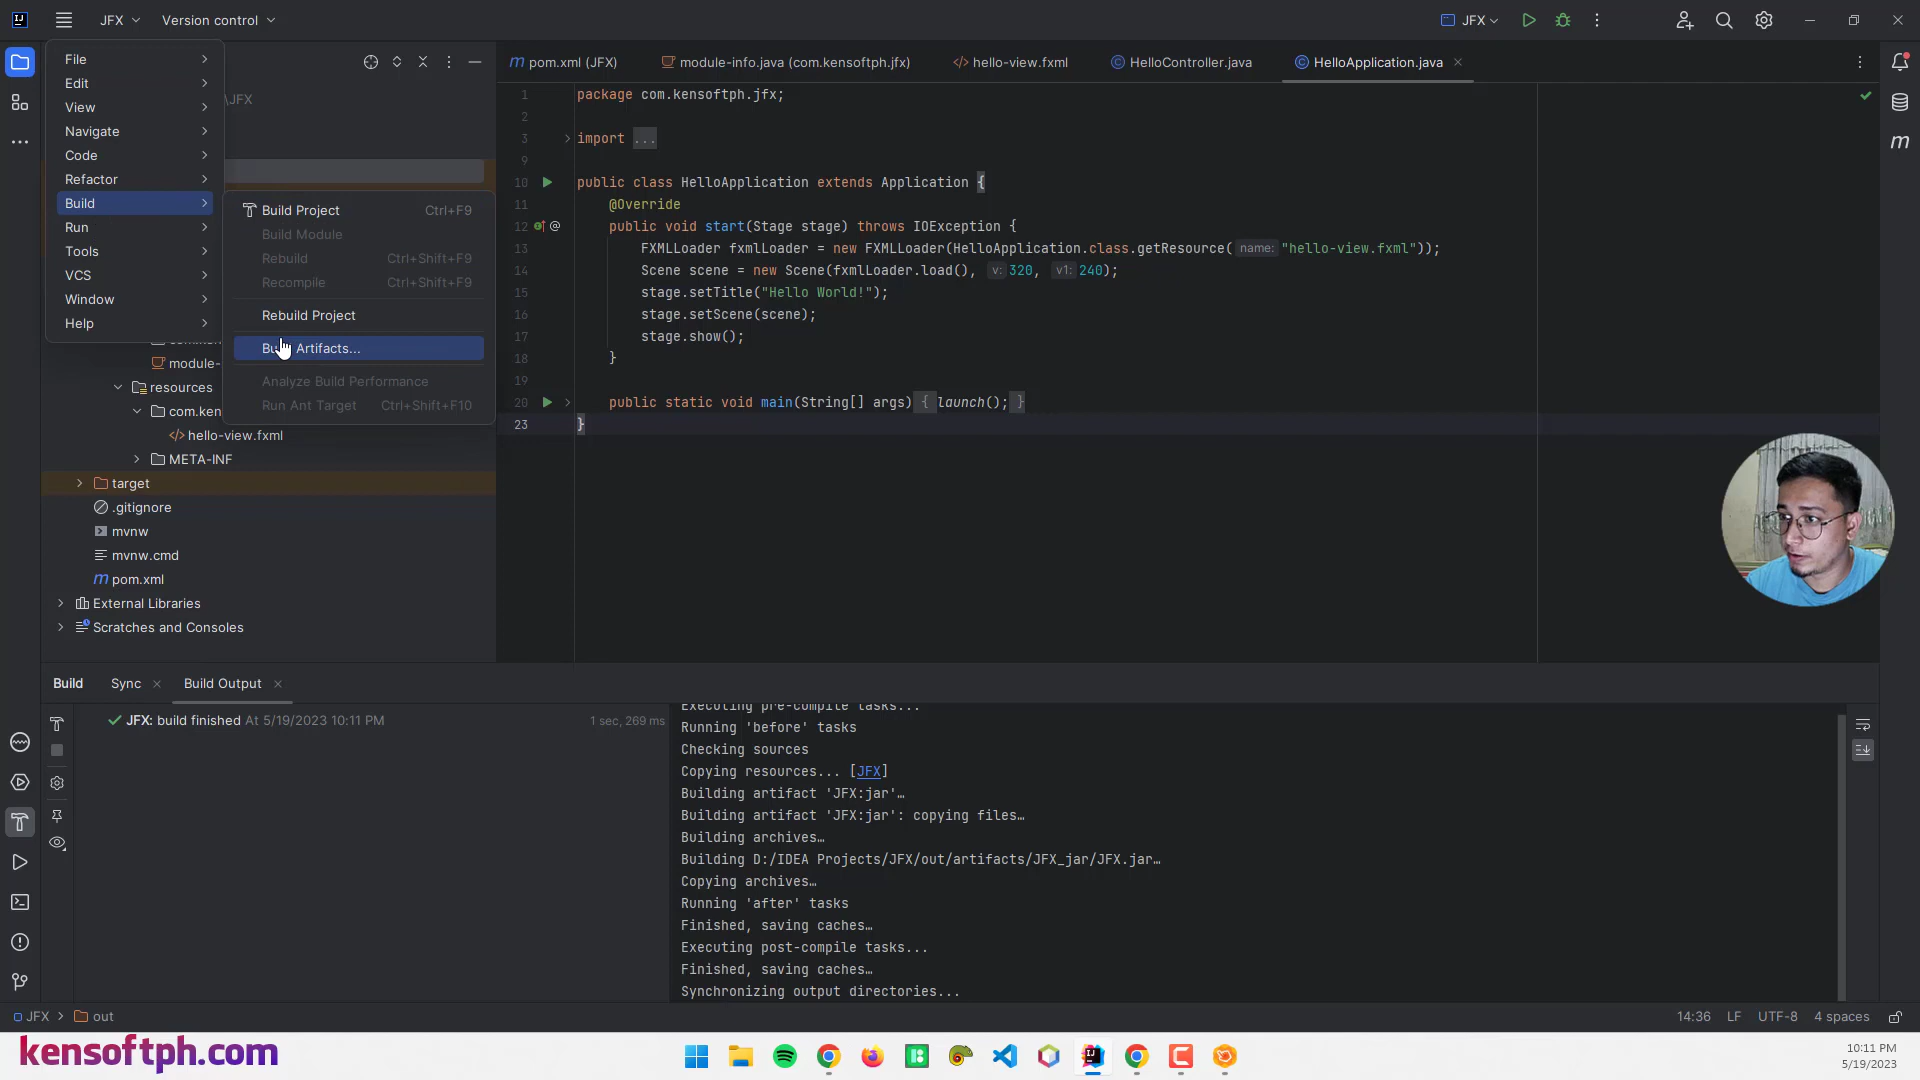 JFX
Version control
JFX
File
Edit
View
Navigate
Code
Refactor
Build
Run
Tools
VCS
Window
Help
\JFX
Build Project Ctrl+F9
Build Module
Rebuild Ctrl+Shift+F9
Recompile Ctrl+Shift+F9
Rebuild Project
Artifacts...
Analyze Build Performance
Run Ant Target Ctrl+Shift+F10
module-
resources
com.ken
hello-view.fxml
META-INF
target
.gitignore
mvnw
mvnw.cmd
pom.xml
External Libraries
Scratches and Consoles
pom.xml (JFX)
module-info.java (com.kensoftph.jfx)
hello-view.fxml
HelloController.java
HelloApplication.java
1 package com.kensoftph.jfx;
2
3 import ...
9
10 public class HelloApplication extends Application {
11 @Override
12 public void start(Stage stage) throws IOException {
13 FXMLLoader fxmlLoader = new FXMLLoader(HelloApplication.class.getResource( name: "hello-view.fxml"));
14 Scene scene = new Scene(fxmlLoader.load(), v: 320, v1: 240);
15 stage.setTitle("Hello World!");
16 stage.setScene(scene);
17 stage.show();
18 }
19
20 public static void main(String[] args) { launch(); }
23 }
Build
Sync
Build Output
JFX: build finished At 5/19/2023 10:11 PM 1 sec, 269 ms
Executing pre-compile tasks...
Running 'before' tasks
Checking sources
Copying resources... [JFX]
Building artifact 'JFX:jar'…
Building artifact 'JFX:jar': copying files…
Building archives…
Building D:/IDEA Projects/JFX/out/artifacts/JFX_jar/JFX.jar…
Copying archives…
Running 'after' tasks
Finished, saving caches…
Executing post-compile tasks...
Finished, saving caches…
Synchronizing output directories...
JFX > out
14:36 LF UTF-8 4 spaces
kensoftph.com
10:11 PM
5/19/2023